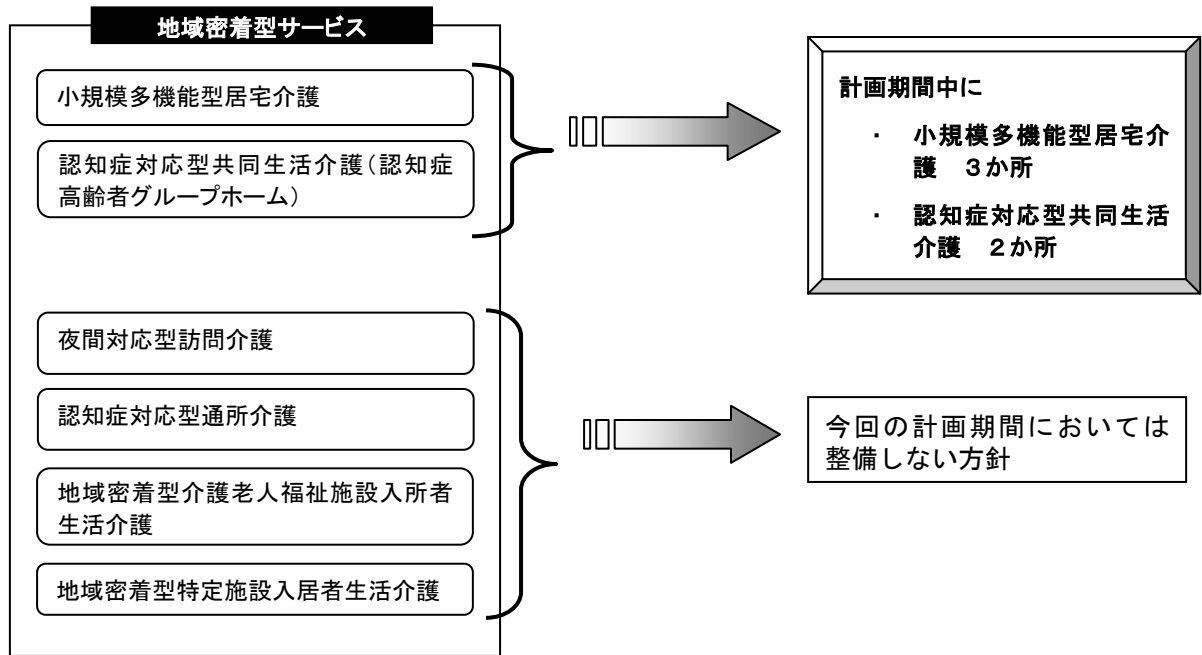 地域密着型サービス
小規模多機能型居宅介護
認知症対応型共同生活介護（認知症
高齢者グループホーム）
計画期間中に
・ 小規模多機能型居宅介
護 ３か所
・ 認知症対応型共同生活
介護 ２か所
夜間対応型訪問介護
認知症対応型通所介護
地域密着型介護老人福祉施設入所者
生活介護
地域密着型特定施設入居者生活介護
今回の計画期間においては
整備しない方針